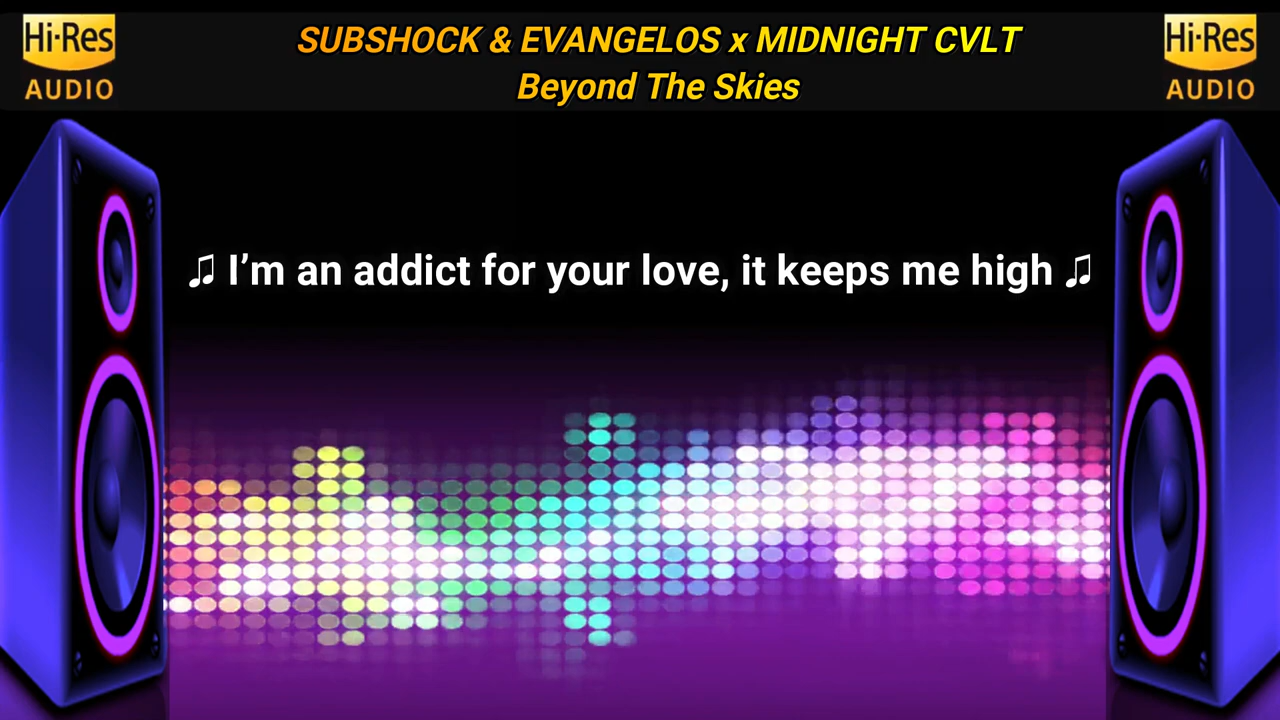 Hi-Res AUDIO
SUBSHOCK & EVANGELOS x MIDNIGHT CVLT
Beyond The Skies
Hi-Res AUDIO
♫ I’m an addict for your love, it keeps me high ♫